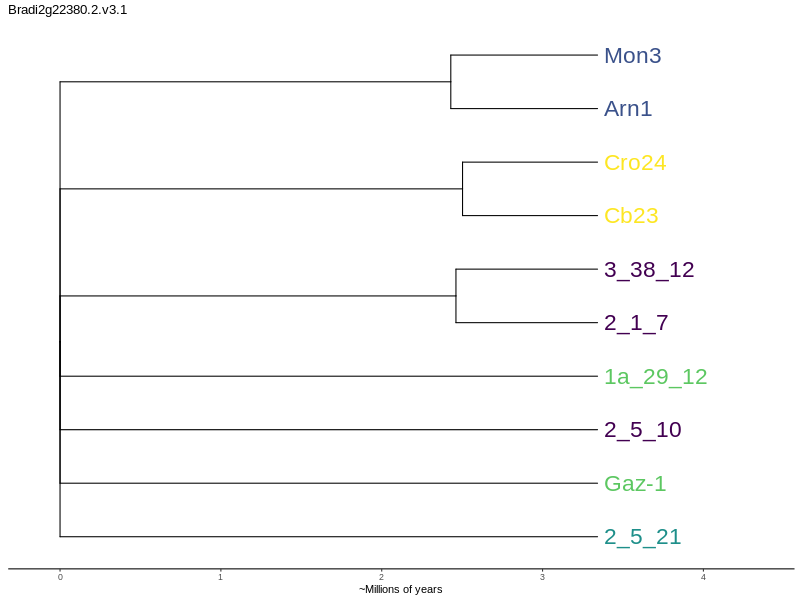 Bradi2g22380.2.v3.1
Mon3
Arn1
Cro24
Cb23
3_38_12
2_1_7
1a_29_12
2_5_10
Gaz-1
2_5_21
0 1 2 3 4
~Millions of years